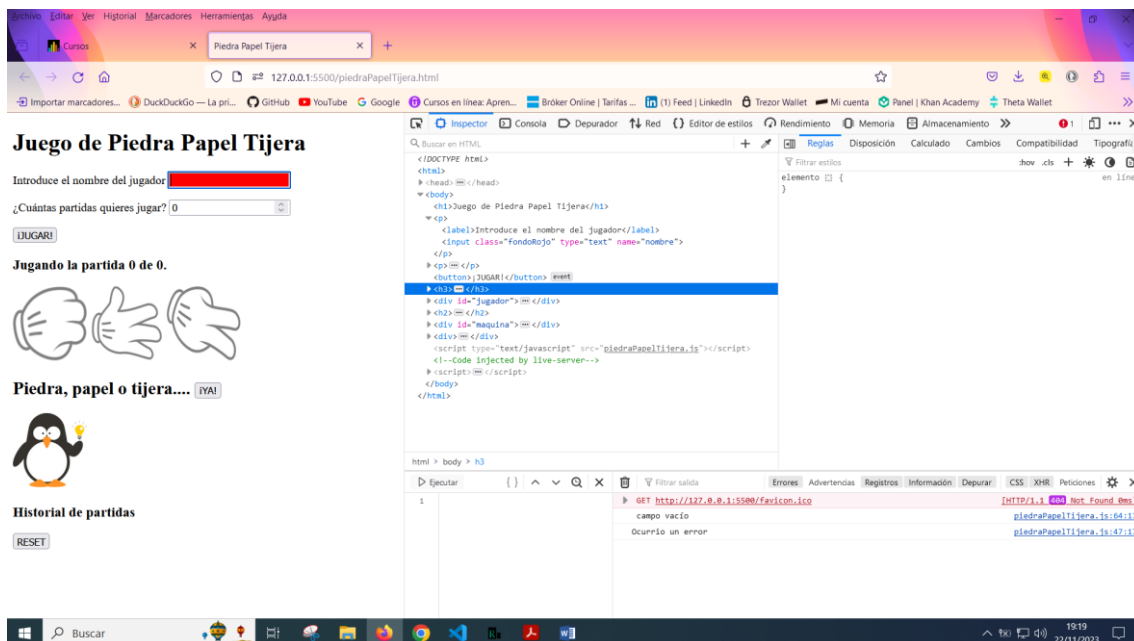 Archivo Editar Ver Historial Marcadores Herramientas Ayuda
Cursos
Piedra Papel Tijera
127.0.0.1:5500/piedraPapelTijera.html
Importar marcadores... DuckDuckGo — La pri... GitHub YouTube Google Cursos en línea: Apren... Bróker Online | Tarifas ... (1) Feed | LinkedIn Trezor Wallet Mi cuenta Panel | Khan Academy Theta Wallet
Inspector Consola Depurador Red Editor de estilos Rendimiento Memoria Almacenamiento 1
Buscar en HTML
Reglas Disposición Calculado Cambios Compatibilidad Tipografía
Filtrar estilos :hov .cls
elemento { en líne
}
Juego de Piedra Papel Tijera
Introduce el nombre del jugador
¿Cuántas partidas quieres jugar? 0
¡JUGAR!
Jugando la partida 0 de 0.
Piedra, papel o tijera.... ¡YA!
Historial de partidas
RESET
<!DOCTYPE html>
<html>
<head> </head>
<body>
<h1>Juego de Piedra Papel Tijera</h1>
<p>
<label>Introduce el nombre del jugador</label>
<input class="fondoRojo" type="text" name="nombre">
</p>
<p> </p>
<button>¡JUGAR!</button> event
<h3> </h3>
<div id="jugador"> </div>
<h2> </h2>
<div id="maquina"> </div>
<div> </div>
<script type="text/javascript" src="piedraPapelTijera.js"></script>
<!--Code injected by live-server-->
<script> </script>
</body>
</html>
html > body > h3
Ejecutar
1
Filtrar salida Errores Advertencias Registros Información Depurar CSS XHR Peticiones
GET http://127.0.0.1:5500/favicon.ico [HTTP/1.1 404 Not Found 0ms
campo vacío piedraPapelTijera.js:64:1
Ocurrio un error piedraPapelTijera.js:47:1
Buscar
19:19
22/11/2023